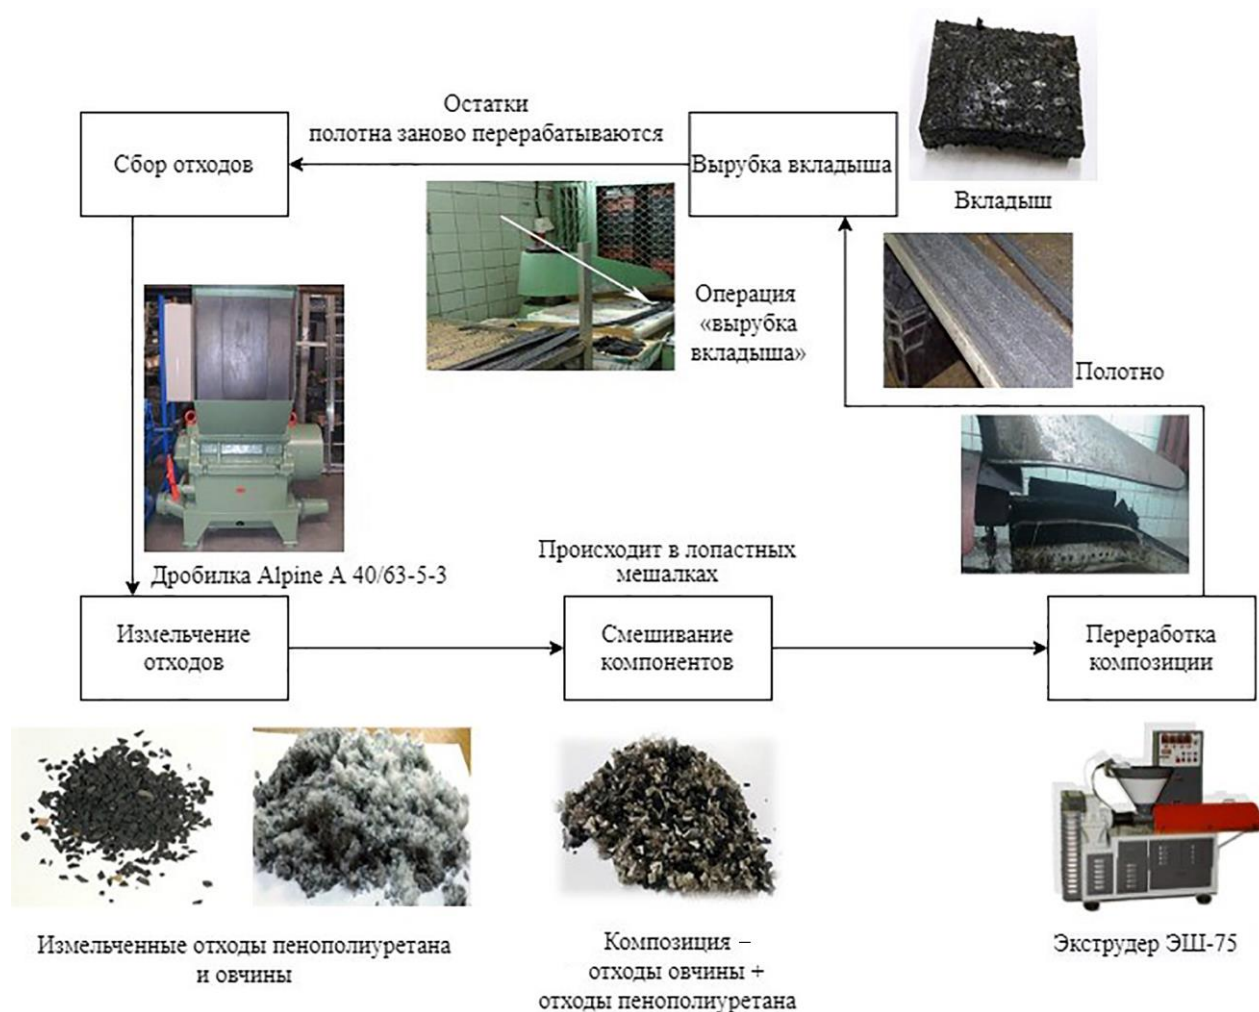 Остатки
полотна заново перерабатываются
Сбор отходов
Вырубка вкладыша
Вкладыш
Операция
«вырубка
вкладыша»
Полотно
Дробилка Alpine A 40/63-5-3
Происходит в лопастных
мешалках
Измельчение
отходов
Смешивание
компонентов
Переработка
композиции
Измельченные отходы пенополиуретана
и овчины
Композиция –
отходы овчины +
отходы пенополиуретана
Экструдер ЭШ-75